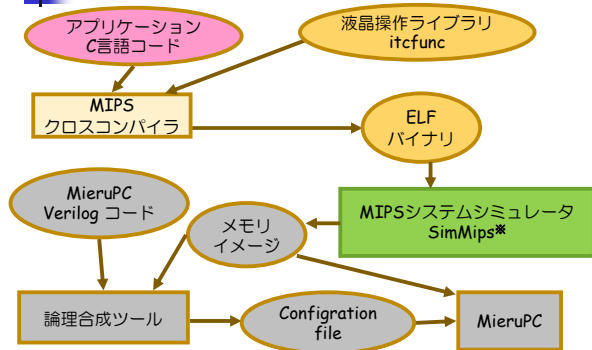 アプリケーション
C言語コード
液晶操作ライブラリ
itcfunc
MIPS
クロスコンパイラ
ELF
バイナリ
MieruPC
Verilog コード
メモリ
イメージ
MIPSシステムシミュレータ
SimMips※
論理合成ツール
Configration
file
MieruPC